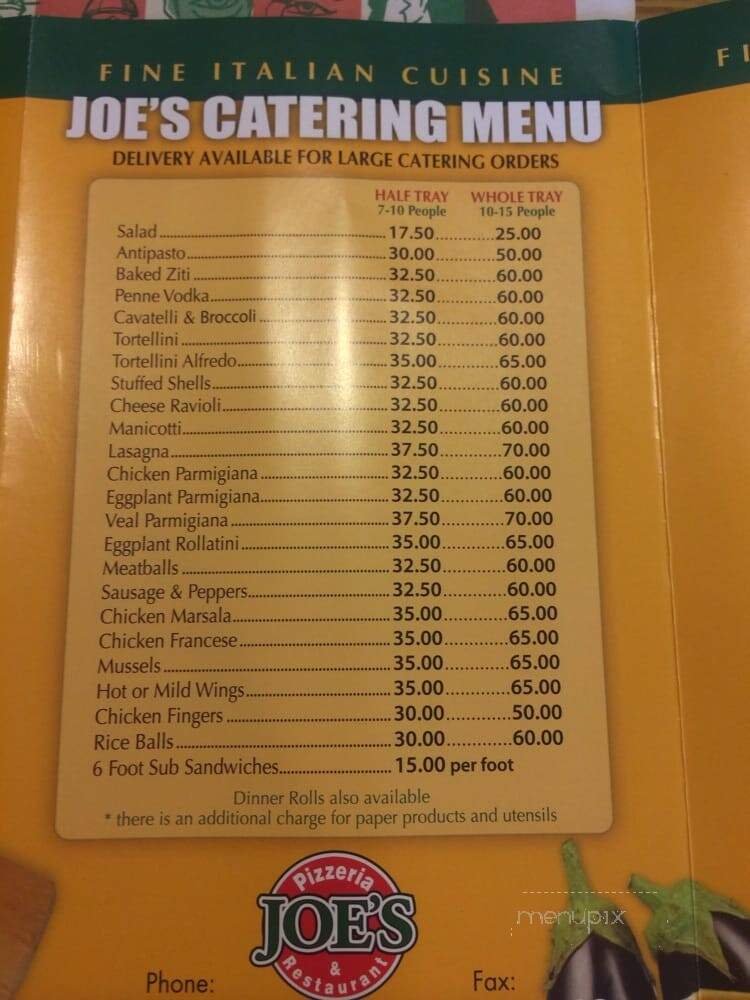 FINE ITALIAN CUISINE
JOE'S CATERING MENU
DELIVERY AVAILABLE FOR LARGE CATERING ORDERS
HALF TRAY WHOLE TRAY
7-10 People 10-15 People
Salad 17.50 25.00
Antipasto 30.00 50.00
Baked Ziti 32.50 60.00
Penne Vodka 32.50 60.00
Cavatelli & Broccoli 32.50 60.00
Tortellini 32.50 60.00
Tortellini Alfredo 35.00 65.00
Stuffed Shells 32.50 60.00
Cheese Ravioli 32.50 60.00
Manicotti 32.50 60.00
Lasagna 37.50 70.00
Chicken Parmigiana 32.50 60.00
Eggplant Parmigiana 32.50 60.00
Veal Parmigiana 37.50 70.00
Eggplant Rollatini 35.00 65.00
Meatballs 32.50 60.00
Sausage & Peppers 32.50 60.00
Chicken Marsala 35.00 65.00
Chicken Francese 35.00 65.00
Mussels 35.00 65.00
Hot or Mild Wings 35.00 65.00
Chicken Fingers 30.00 50.00
Rice Balls 30.00 60.00
6 Foot Sub Sandwiches 15.00 per foot
Dinner Rolls also available
* there is an additional charge for paper products and utensils
Pizzeria
JOE'S
&
Restaurant
menupix
Phone: Fax: